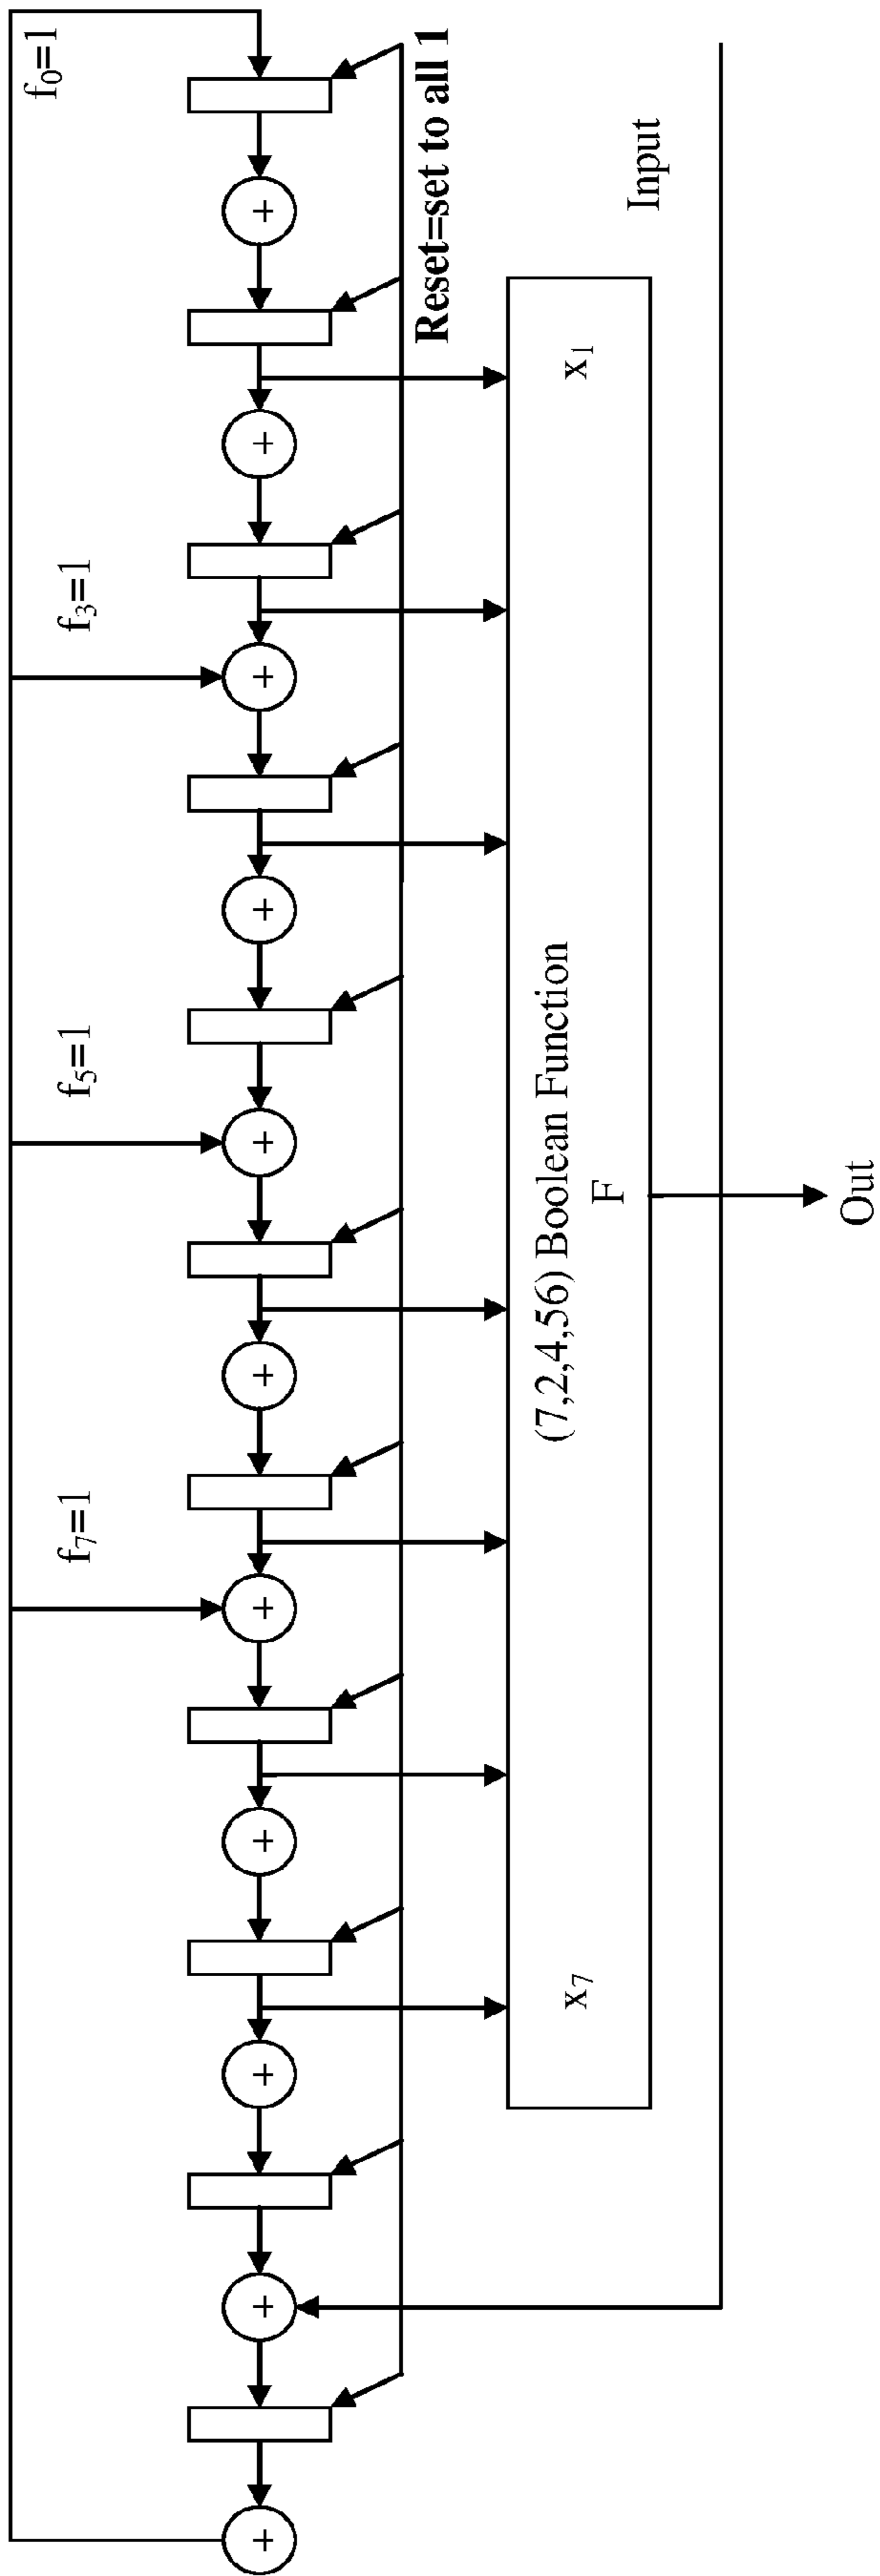 f₇=1
f₅=1
f₃=1
f₀=1
+ + + + + + + + + + +
Reset=set to all 1
(7,2,4,56) Boolean Function
F
x₇
x₁
Input
Out